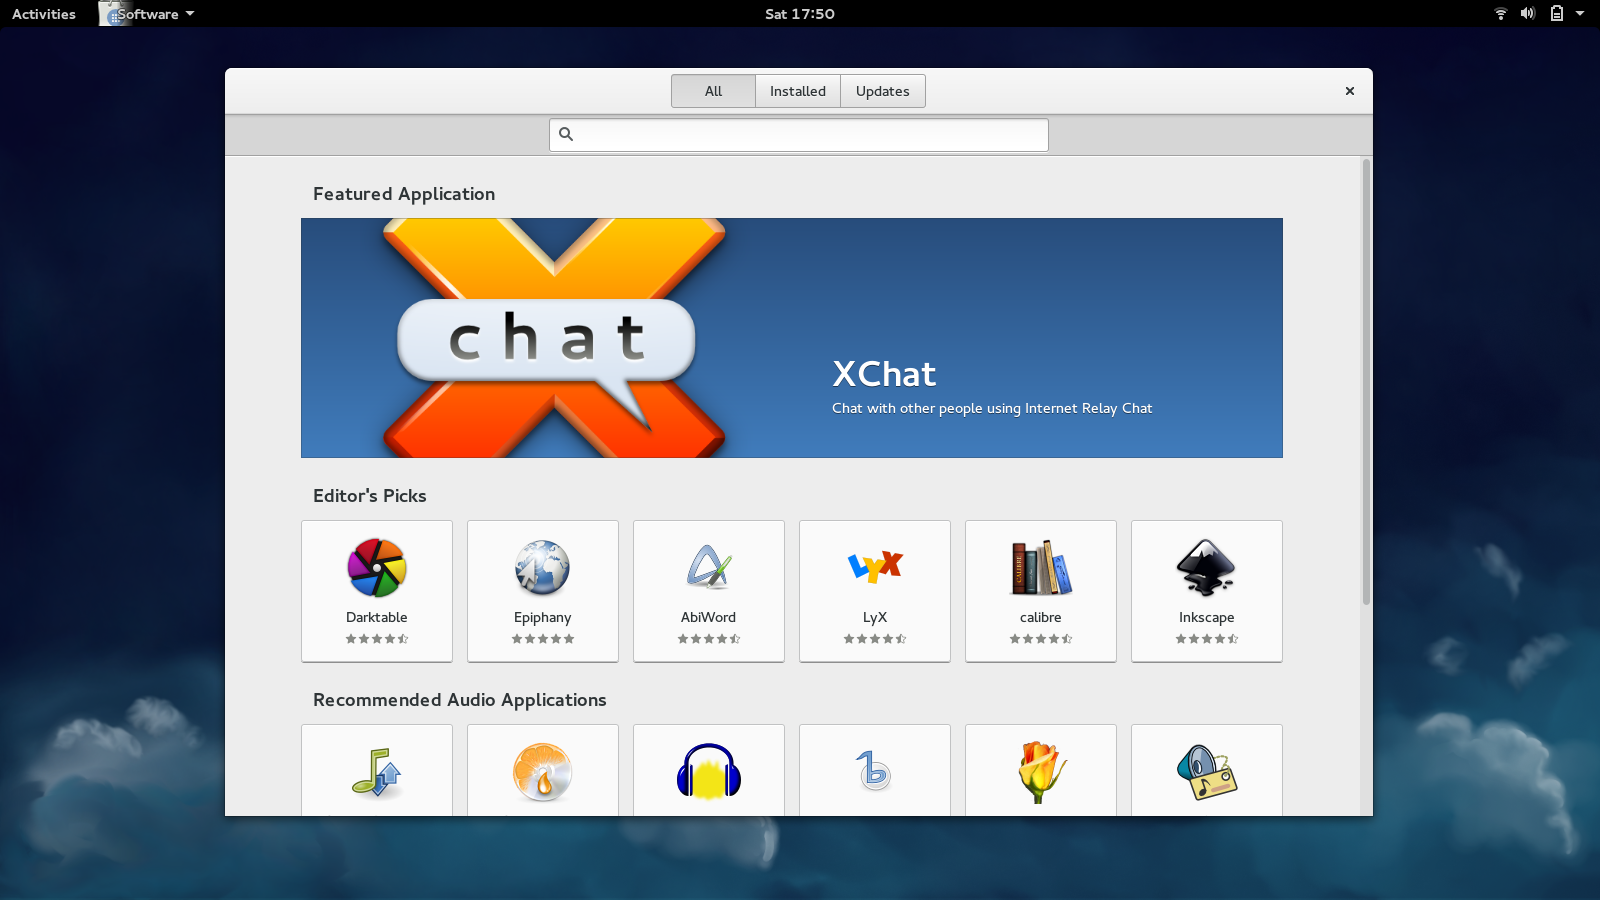 Activities Software Sat 17:50
All Installed Updates
Featured Application
chat
XChat
Chat with other people using Internet Relay Chat
Editor's Picks
CALIBRE
Darktable Epiphany AbiWord LyX calibre Inkscape
Recommended Audio Applications